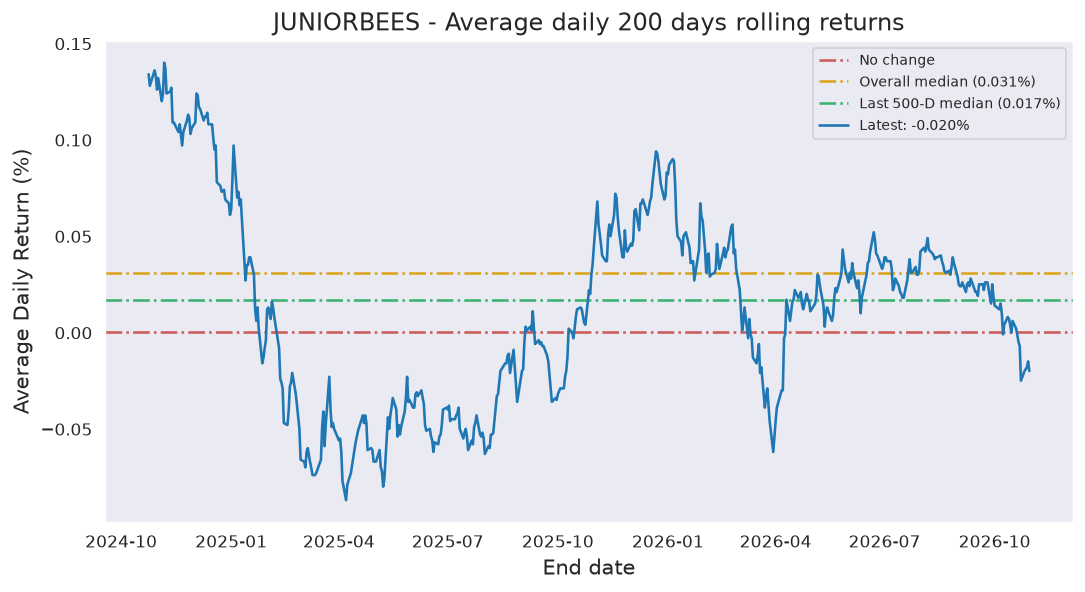 JUNIORBEES - Average daily 200 days rolling returns
No change
Overall median (0.031%)
Last 500-D median (0.017%)
Latest: -0.020%
Average Daily Return (%)
0.15
0.10
0.05
0.00
−0.05
2024-10 2025-01 2025-04 2025-07 2025-10 2026-01 2026-04 2026-07 2026-10
End date